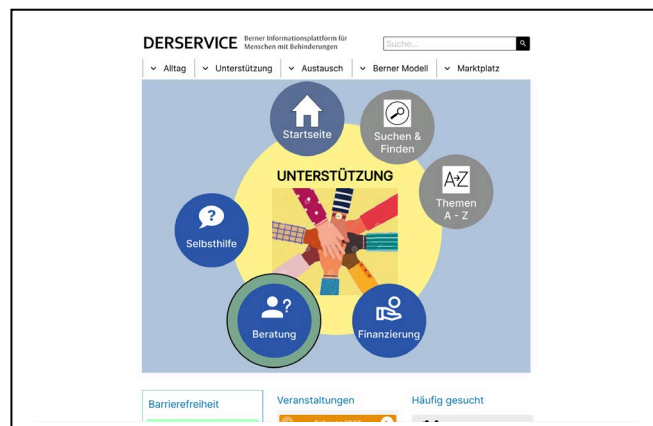 DERSERVICE
Berner Informationsplattform für
Menschen mit Behinderungen
Suche...
Alltag
Unterstützung
Austausch
Berner Modell
Marktplatz
Startseite
Suchen &
Finden
UNTERSTÜTZUNG
A→Z
Themen
A - Z
?
Selbsthilfe
?
Beratung
Finanzierung
Barrierefreiheit
Veranstaltungen
Häufig gesucht